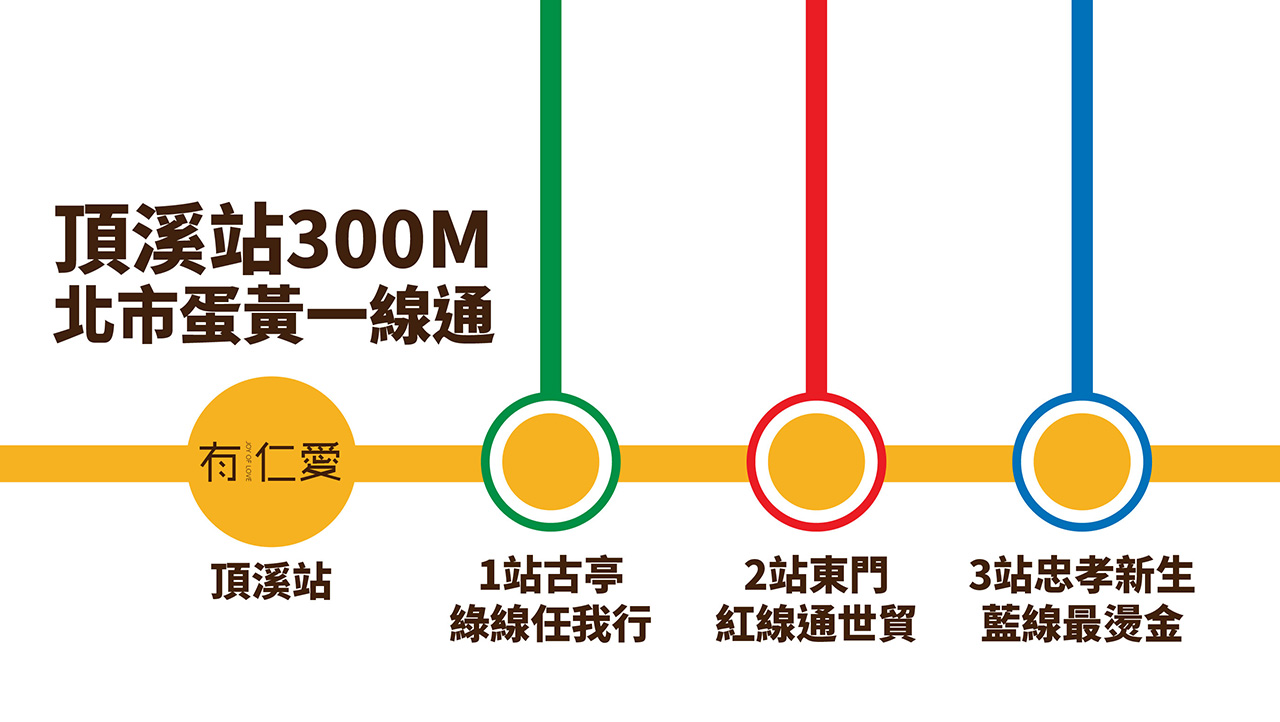 頂溪站300M
北市蛋黃一線通
有仁愛
JOY OF LOVE
頂溪站
1站古亭
綠線任我行
2站東門
紅線通世貿
3站忠孝新生
藍線最燙金